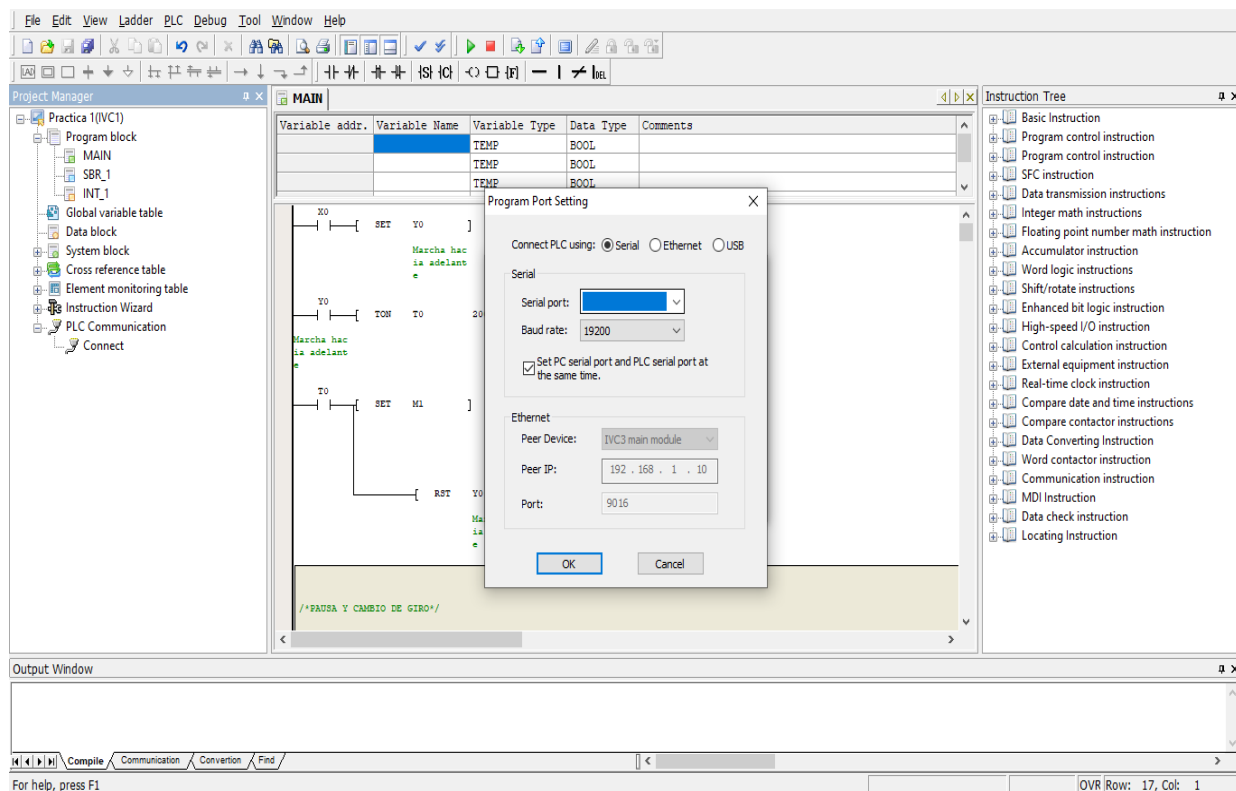 File Edit View Ladder PLC Debug Tool Window Help
Project Manager
Practica 1(IVC1)
Program block
MAIN
SBR_1
INT_1
Global variable table
Data block
System block
Cross reference table
Element monitoring table
Instruction Wizard
PLC Communication
Connect
MAIN
Variable addr. Variable Name Variable Type Data Type Comments
TEMP BOOL
TEMP BOOL
TEMP BOOL
X0
SET Y0 ]
Marcha hac
ia adelant
e
Y0
TON T0
Marcha hac
ia adelant
e
T0
SET M1 ]
RST Y0
/*PAUSA Y CAMBIO DE GIRO*/
Program Port Setting
Connect PLC using: Serial Ethernet USB
Serial
Serial port:
Baud rate: 19200
Set PC serial port and PLC serial port at
the same time.
Ethernet
Peer Device: IVC3 main module
Peer IP: 192 . 168 . 1 . 10
Port: 9016
OK Cancel
Instruction Tree
Basic Instruction
Program control instruction
Program control instruction
SFC instruction
Data transmission instructions
Integer math instructions
Floating point number math instruction
Accumulator instruction
Word logic instructions
Shift/rotate instructions
Enhanced bit logic instruction
High-speed I/O instruction
Control calculation instruction
External equipment instruction
Real-time clock instruction
Compare date and time instructions
Compare contactor instructions
Data Converting Instruction
Word contactor instruction
Communication instruction
MDI Instruction
Data check instruction
Locating Instruction
Output Window
Compile Communication Convertion Find
For help, press F1
OVR Row: 17, Col: 1